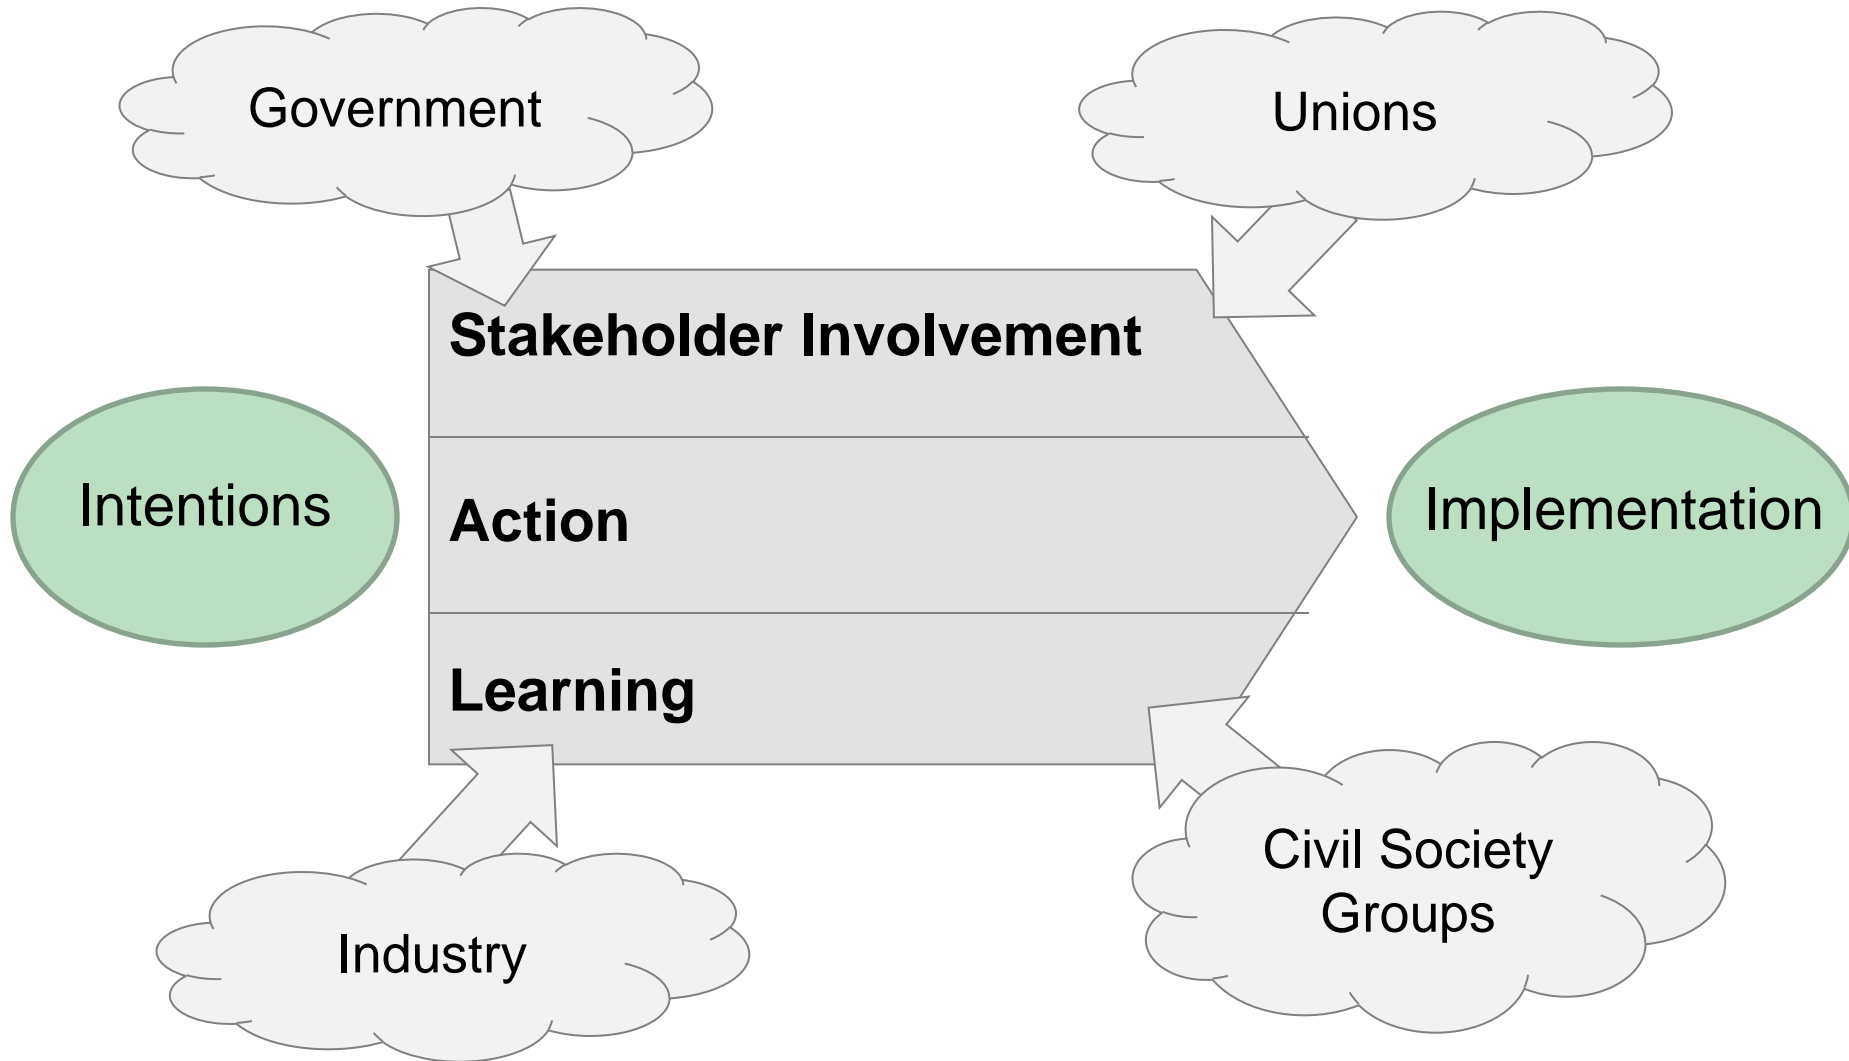 Government
Unions
Stakeholder Involvement
Intentions
Action
Implementation
Learning
Civil Society
Groups
Industry